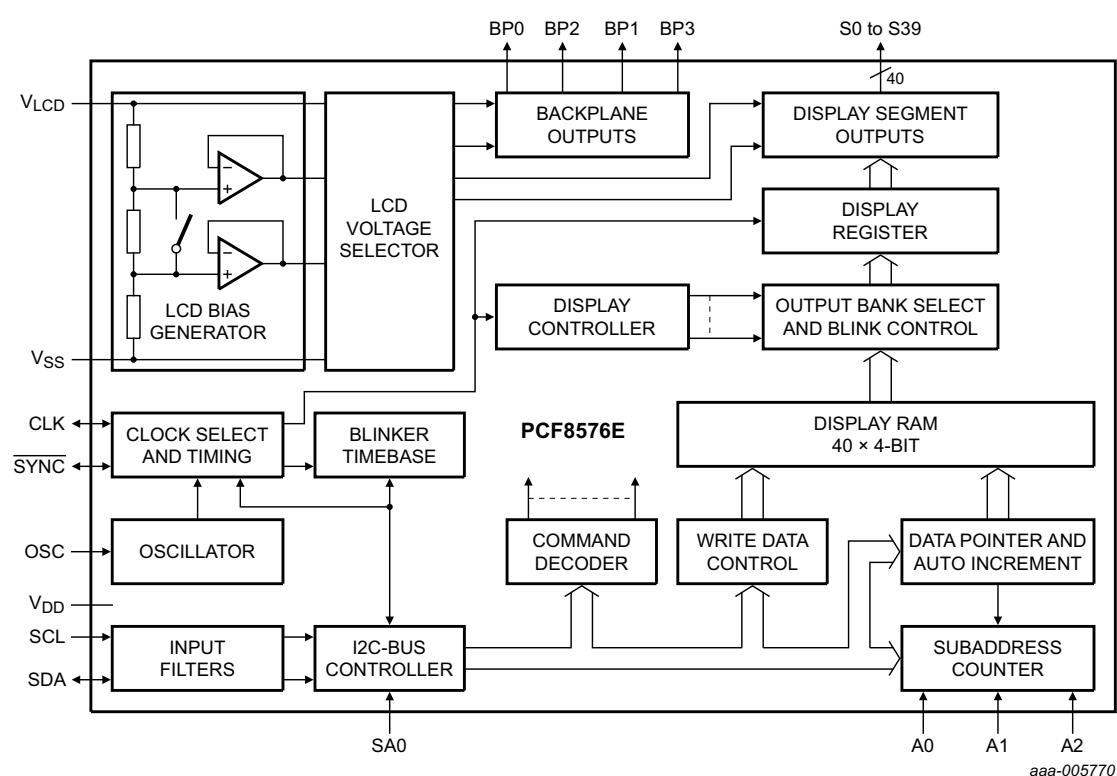 BP0 BP2 BP1 BP3 S0 to S39
40
VLCD
BACKPLANE
OUTPUTS
DISPLAY SEGMENT
OUTPUTS
−
+
−
+
LCD
VOLTAGE
SELECTOR
DISPLAY
REGISTER
LCD BIAS
GENERATOR
DISPLAY
CONTROLLER
OUTPUT BANK SELECT
AND BLINK CONTROL
VSS
CLK
SYNC
CLOCK SELECT
AND TIMING
BLINKER
TIMEBASE
PCF8576E
DISPLAY RAM
40 × 4-BIT
OSC
OSCILLATOR
COMMAND
DECODER
WRITE DATA
CONTROL
DATA POINTER AND
AUTO INCREMENT
VDD
SCL
SDA
INPUT
FILTERS
I2C-BUS
CONTROLLER
SUBADDRESS
COUNTER
SA0 A0 A1 A2
aaa-005770